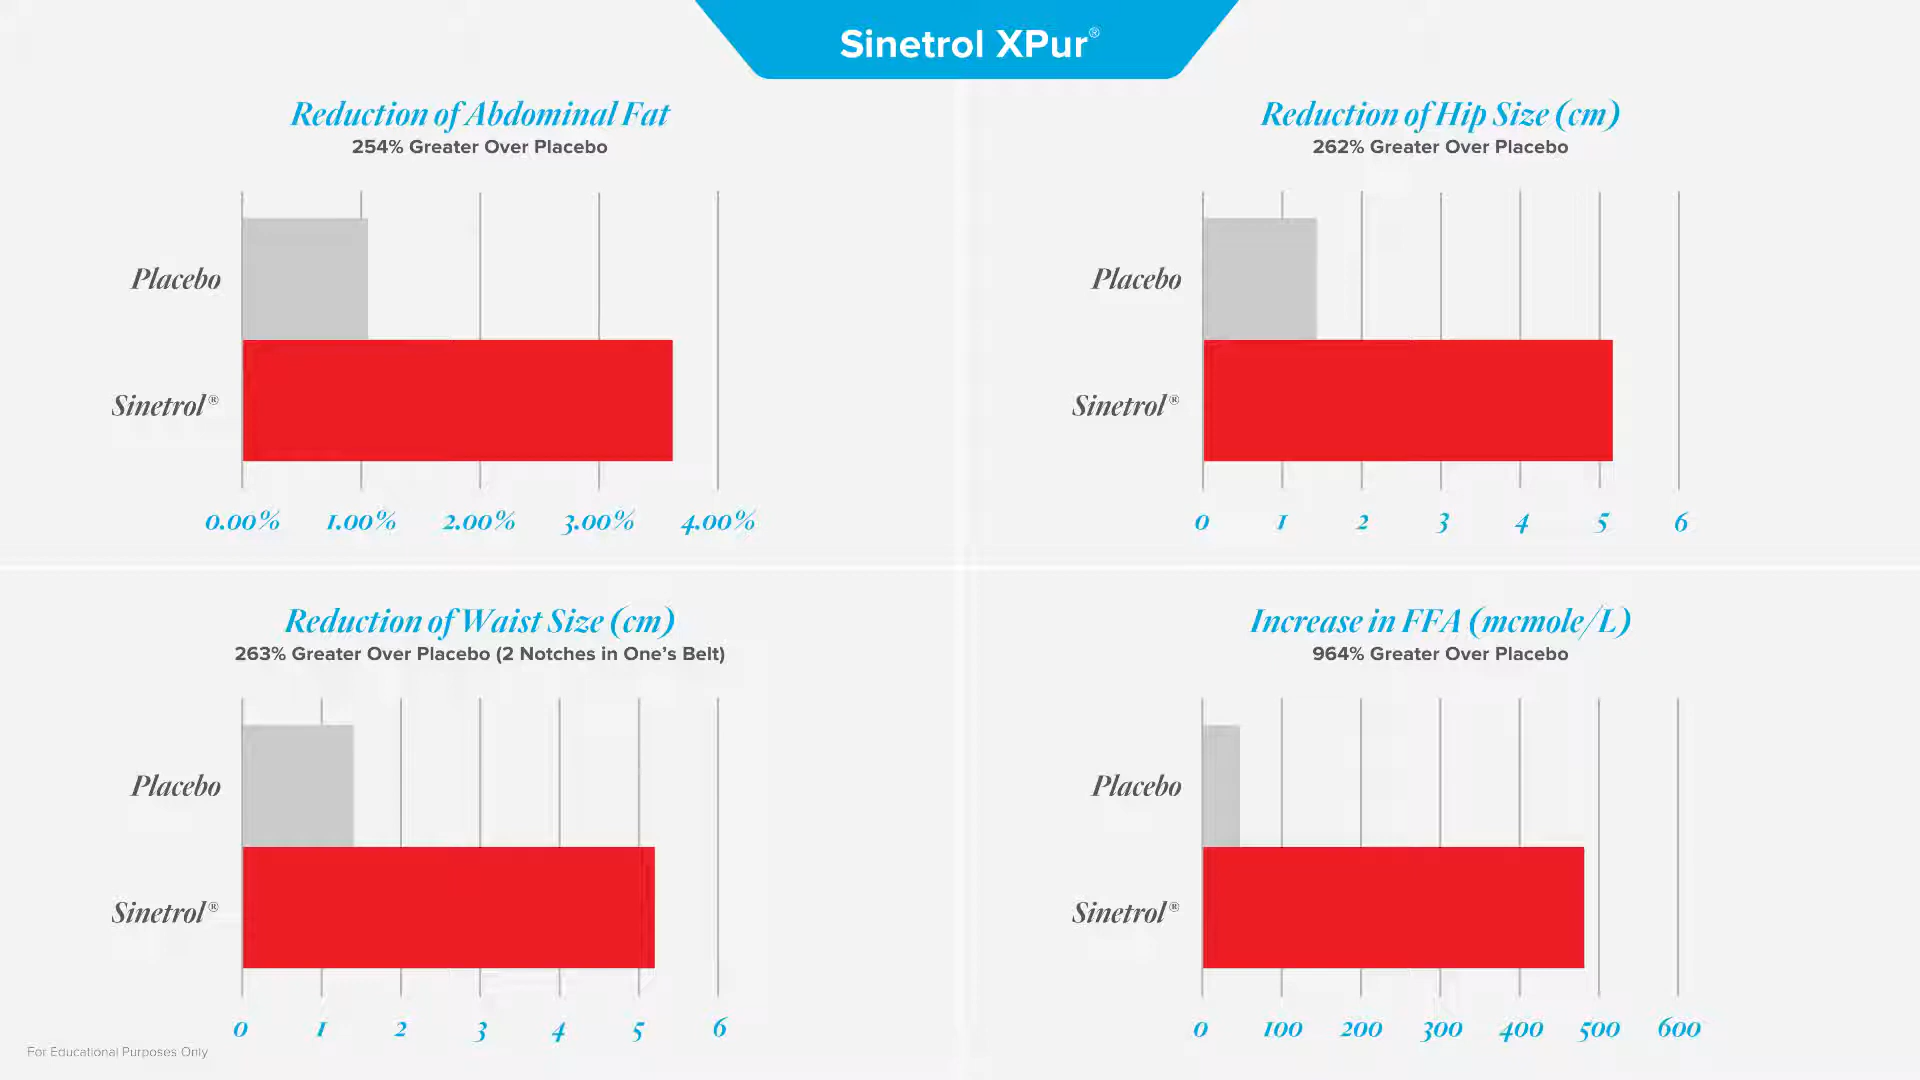 Sinetrol XPur®
Reduction of Abdominal Fat
254% Greater Over Placebo
Placebo
Sinetrol®
0.00% 1.00% 2.00% 3.00% 4.00%
Reduction of Hip Size (cm)
262% Greater Over Placebo
Placebo
Sinetrol®
0 1 2 3 4 5 6
Reduction of Waist Size (cm)
263% Greater Over Placebo (2 Notches in One’s Belt)
Placebo
Sinetrol®
0 1 2 3 4 5 6
Increase in FFA (mcmole/L)
964% Greater Over Placebo
Placebo
Sinetrol®
0 100 200 300 400 500 600
For Educational Purposes Only